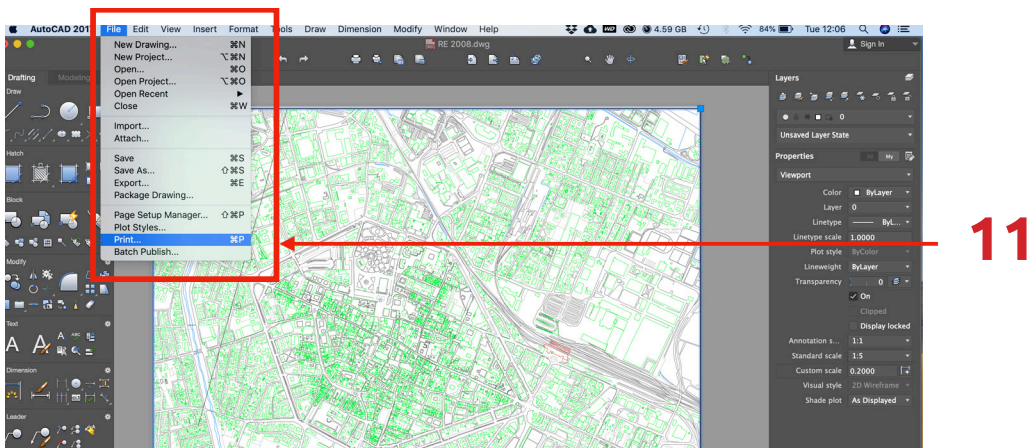 AutoCAD 201 File Edit View Insert Format Tools Draw Dimension Modify Window Help 4.59 GB 84% Tue 12:06
RE 2008.dwg
Sign In
Drafting Modeling
Draw
Hatch
Block
Modify
Text
Dimension
Leader
New Drawing... ⌘N
New Project... ⌥⌘N
Open... ⌘O
Open Project... ⌥⌘O
Open Recent ▶
Close ⌘W
Import...
Attach...
Save ⌘S
Save As... ⇧⌘S
Export... ⌘E
Package Drawing...
Page Setup Manager... ⇧⌘P
Plot Styles...
Print... ⌘P
Batch Publish...
Layers
0
Unsaved Layer State
Properties My
Viewport
Color ByLayer
Layer 0
Linetype ByL...
Linetype scale 1.0000
Plot style ByColor
Lineweight ByLayer
Transparency 0
On
Clipped
Display locked
Annotation s... 1:1
Standard scale 1:5
Custom scale 0.2000
Visual style 2D Wireframe
Shade plot As Displayed
11